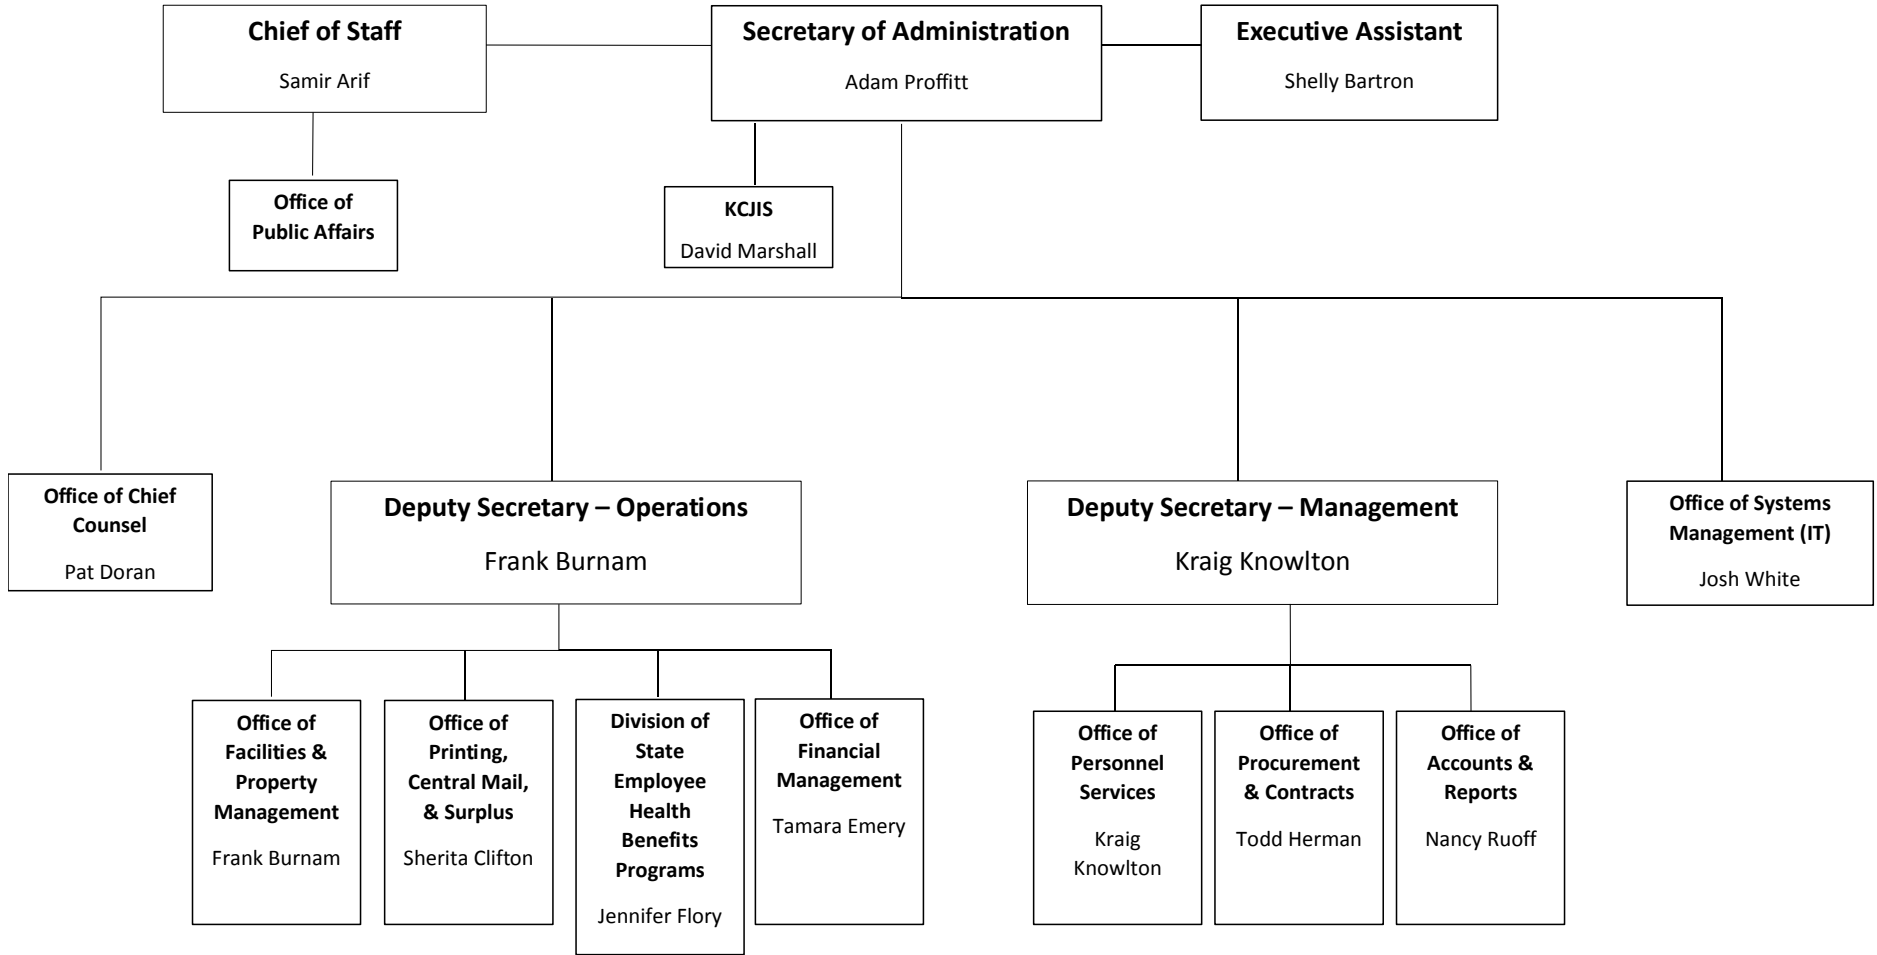 Chief of Staff
Samir Arif
Secretary of Administration
Adam Proffitt
Executive Assistant
Shelly Bartron
Office of
Public Affairs
KCJIS
David Marshall
Office of Chief
Counsel
Pat Doran
Deputy Secretary – Operations
Frank Burnam
Deputy Secretary – Management
Kraig Knowlton
Office of Systems
Management (IT)
Josh White
Office of
Facilities &
Property
Management
Frank Burnam
Office of
Printing,
Central Mail,
& Surplus
Sherita Clifton
Division of
State
Employee
Health
Benefits
Programs
Jennifer Flory
Office of
Financial
Management
Tamara Emery
Office of
Personnel
Services
Kraig
Knowlton
Office of
Procurement
& Contracts
Todd Herman
Office of
Accounts &
Reports
Nancy Ruoff